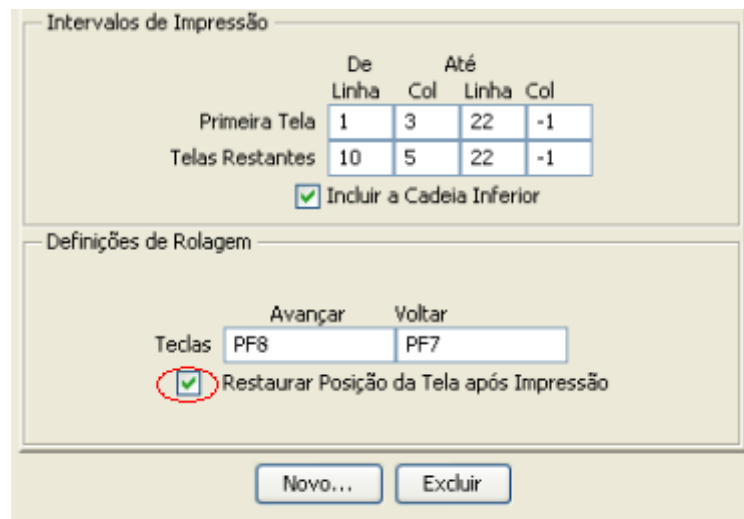 Intervalos de Impressão
De Até
Linha Col Linha Col
Primeira Tela 1 3 22 -1
Telas Restantes 10 5 22 -1
Incluir a Cadeia Inferior
Definições de Rolagem
Avançar Voltar
Teclas PF8 PF7
Restaurar Posição da Tela após Impressão
Novo... Excluir